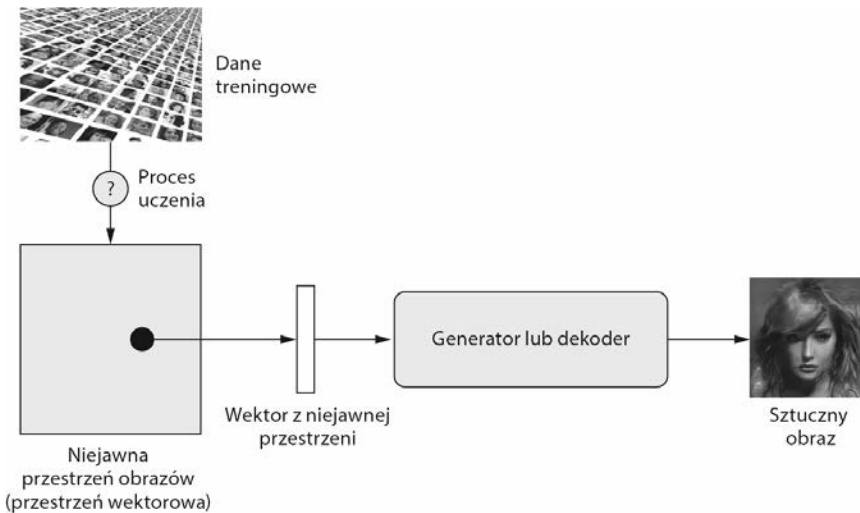 Dane
treningowe
?
Proces
uczenia
Generator lub dekoder
Wektor z niejawnej
przestrzeni
Sztuczny
obraz
Niejawna
przestrzeń obrazów
(przestrzeń wektorowa)